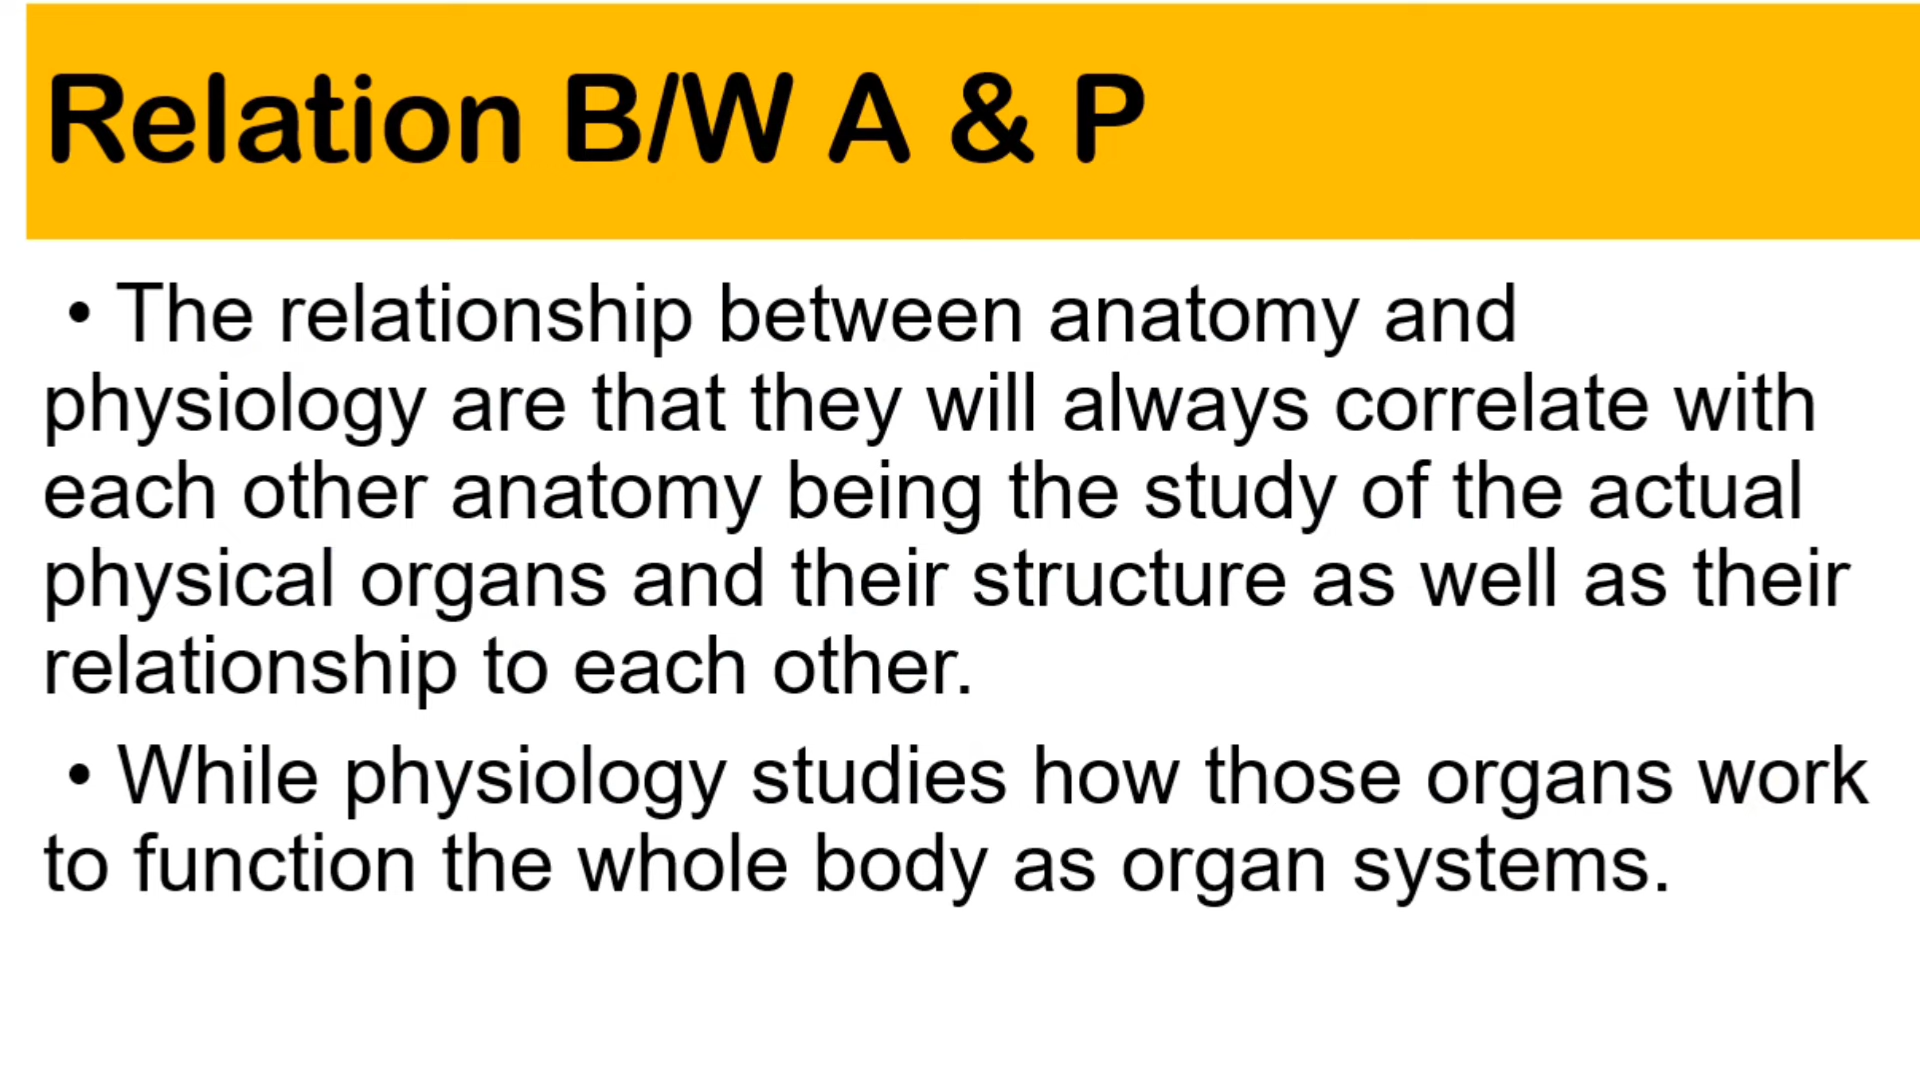 Relation B/W A & P
• The relationship between anatomy and
physiology are that they will always correlate with
each other anatomy being the study of the actual
physical organs and their structure as well as their
relationship to each other.
• While physiology studies how those organs work
to function the whole body as organ systems.